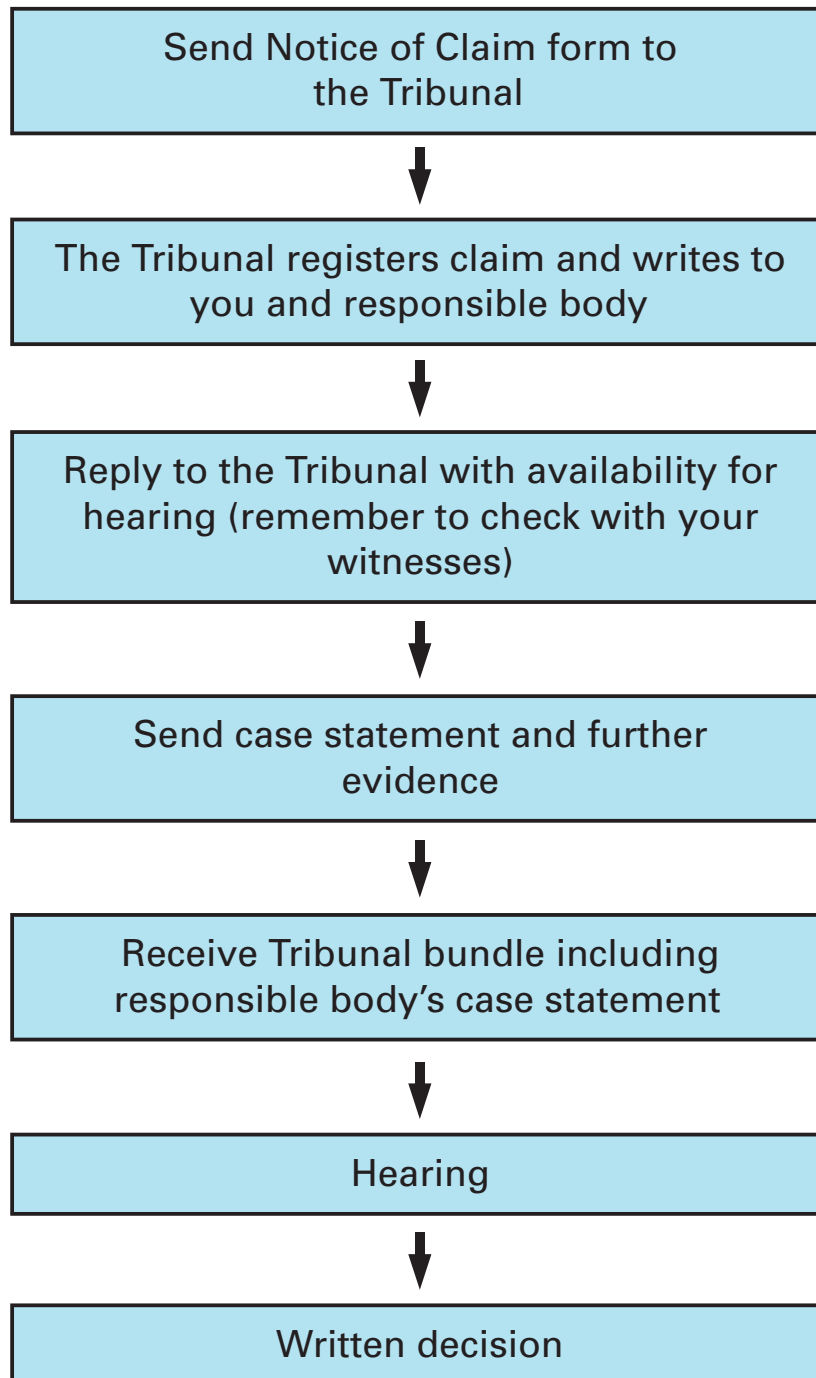 Send Notice of Claim form to
the Tribunal
The Tribunal registers claim and writes to
you and responsible body
Reply to the Tribunal with availability for
hearing (remember to check with your
witnesses)
Send case statement and further
evidence
Receive Tribunal bundle including
responsible body’s case statement
Hearing
Written decision